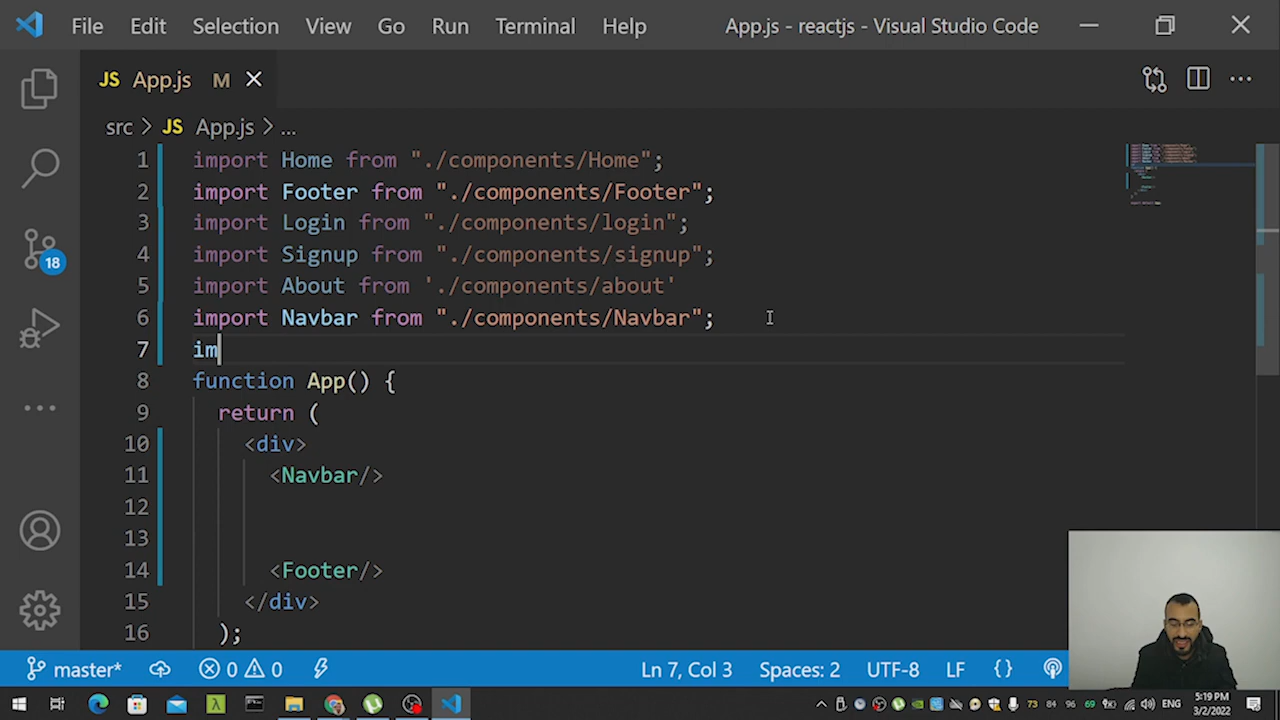 File Edit Selection View Go Run Terminal Help App.js - reactjs - Visual Studio Code
JS App.js M
src > JS App.js > ...
1 import Home from "./components/Home";
2 import Footer from "./components/Footer";
3 import Login from "./components/login";
4 import Signup from "./components/signup";
5 import About from './components/about'
6 import Navbar from "./components/Navbar";
7 im
8 function App() {
9 return (
10 <div>
11 <Navbar/>
12
13
14 <Footer/>
15 </div>
16 );
18
master* 0 0 Ln 7, Col 3 Spaces: 2 UTF-8 LF {}
73 84 96 69 ENG 5:19 PM
3/2/2022